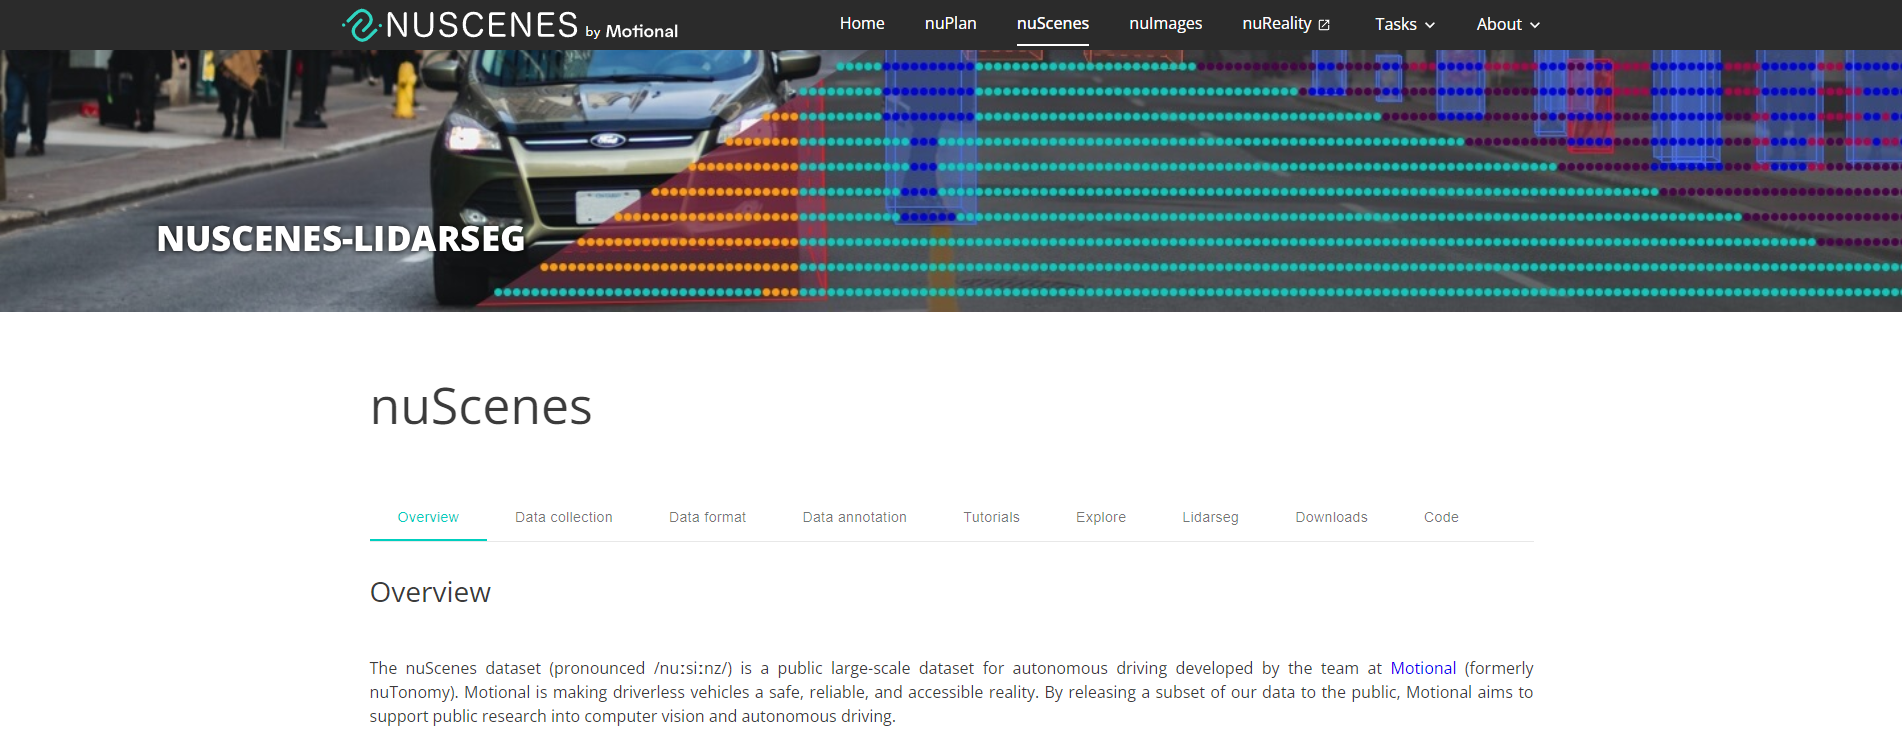 NUSCENES by Motional
Home nuPlan nuScenes nuImages nuReality Tasks About
Ford
NUSCENES-LIDARSEG
nuScenes
Overview Data collection Data format Data annotation Tutorials Explore Lidarseg Downloads Code
Overview
The nuScenes dataset (pronounced /nuːsiːnz/) is a public large-scale dataset for autonomous driving developed by the team at Motional (formerly
nuTonomy). Motional is making driverless vehicles a safe, reliable, and accessible reality. By releasing a subset of our data to the public, Motional aims to
support public research into computer vision and autonomous driving.